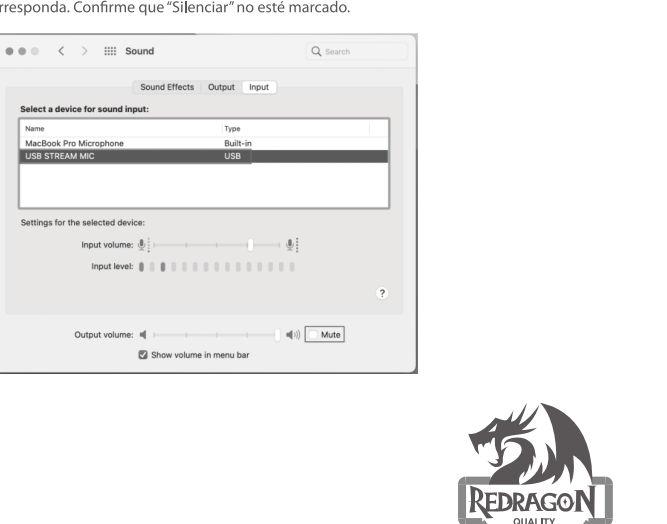 rresponda. Confirme que “Silenciar” no esté marcado.
Sound
Search
Sound Effects Output Input
Select a device for sound input:
Name Type
MacBook Pro Microphone Built-in
USB STREAM MIC USB
Settings for the selected device:
Input volume:
Input level:
?
Output volume: Mute
Show volume in menu bar
REDRAGON
QUALITY